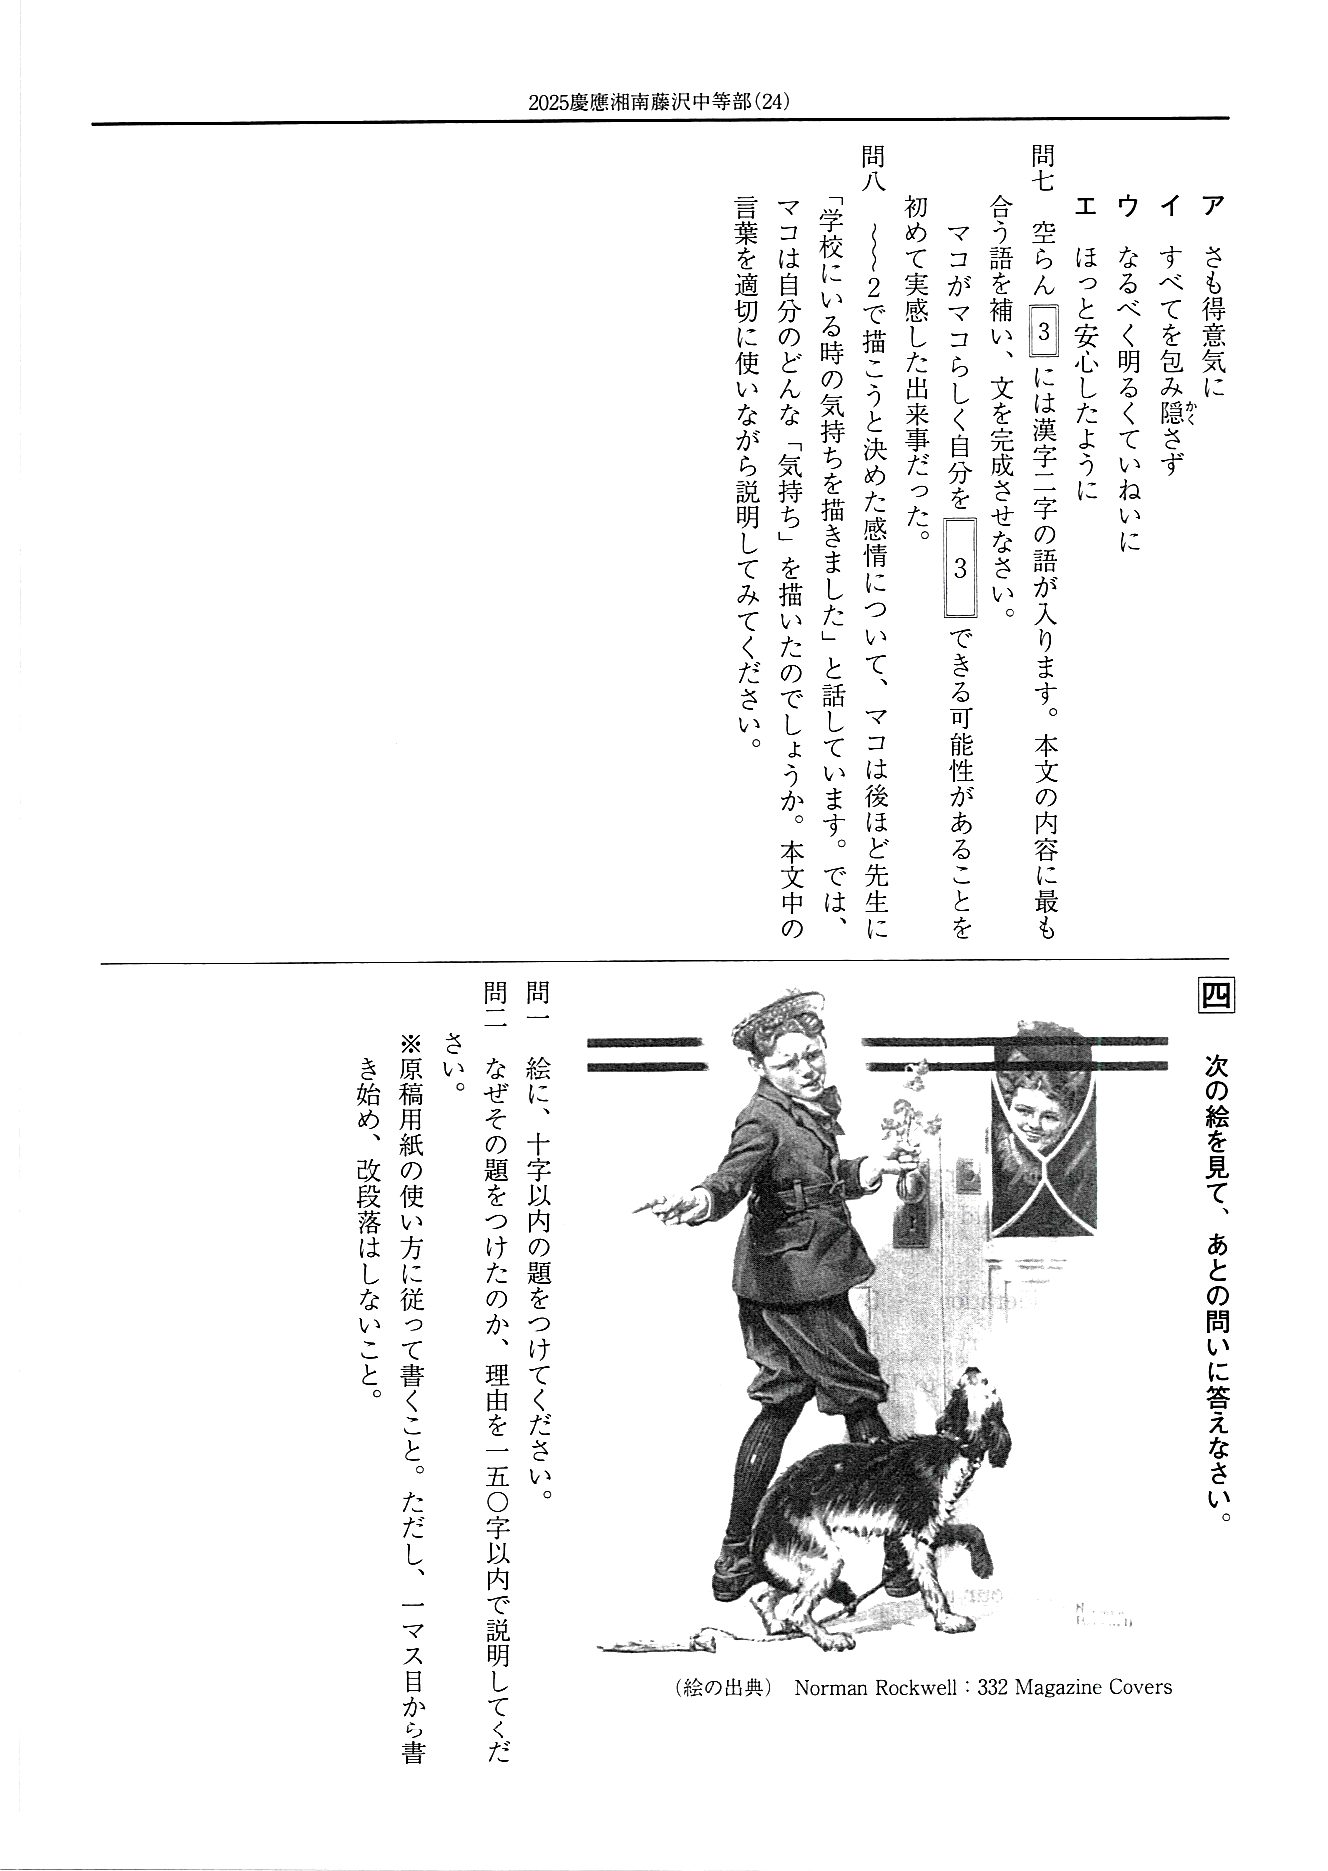 2025慶應湘南藤沢中等部(24)
ア　さも得意気に
イ　すべてを包み隠さず
かく
ウ　なるべく明るくていねいに
エ　ほっと安心したように
問七　空らん 3 には漢字二字の語が入ります。本文の内容に最も
合う語を補い、文を完成させなさい。
マコがマコらしく自分を 3 できる可能性があることを
初めて実感した出来事だった。
問八　〜〜〜2で描こうと決めた感情について、マコは後ほど先生に
「学校にいる時の気持ちを描きました」と話しています。では、
マコは自分のどんな「気持ち」を描いたのでしょうか。本文中の
言葉を適切に使いながら説明してみてください。
四　次の絵を見て、あとの問いに答えなさい。
（絵の出典）　Norman Rockwell：332 Magazine Covers
問一　絵に、十字以内の題をつけてください。
問二　なぜその題をつけたのか、理由を一五〇字以内で説明してくだ
さい。
※原稿用紙の使い方に従って書くこと。ただし、一マス目から書
き始め、改段落はしないこと。